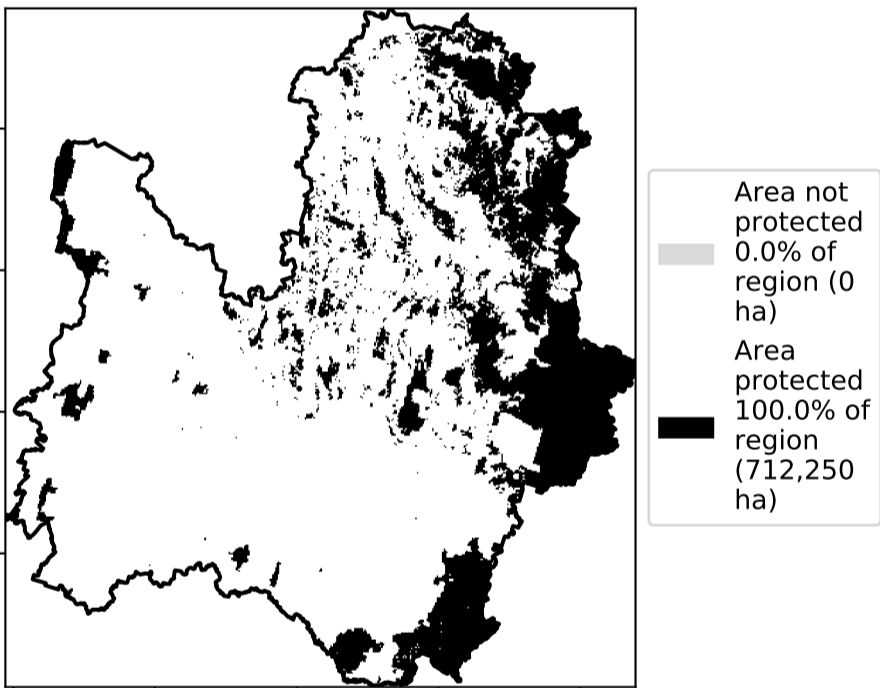 Area not
protected
0.0% of
region (0
ha)
Area
protected
100.0% of
region
(712,250
ha)